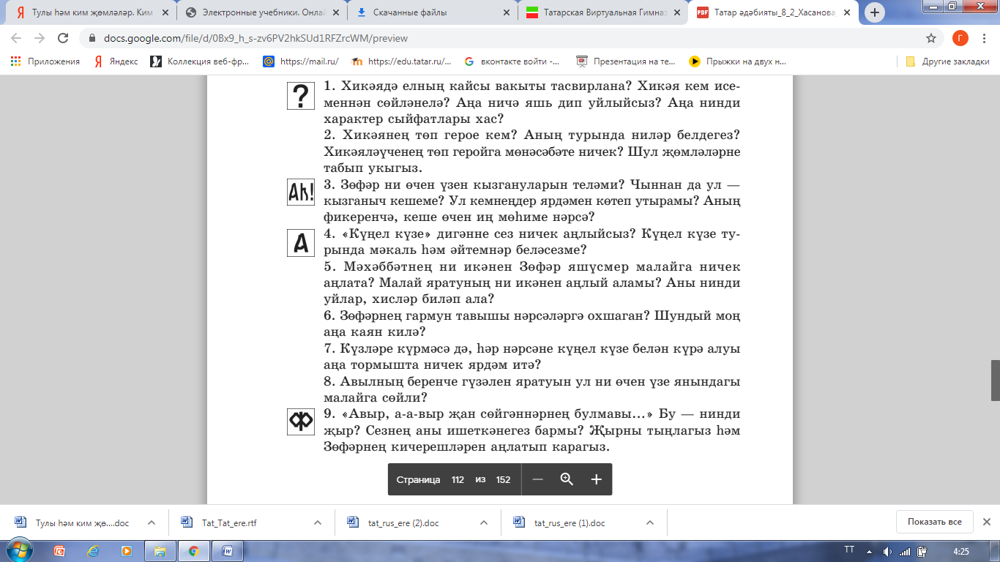 Тулы һәм ким җөмләләр. Ким
Электронные учебники. Онлай
Скачанные файлы
Татарская Виртуальная Гимназ
Татар әдәбияты_8_2_Хасанова
docs.google.com/file/d/0Bx9_h_s-zv6PV2hkSUd1RFZrcWM/preview
Г
Приложения
Яндекс
Коллекция веб-фр...
https://mail.ru/
https://edu.tatar.ru/...
вконтакте войти -...
Презентация на те...
Прыжки на двух н...
Другие закладки
?
1. Хикәядә елның кайсы вакыты тасвирлана? Хикәя кем исе-
меннән сөйләнелә? Аңа ничә яшь дип уйлыйсыз? Аңа нинди
характер сыйфатлары хас?
2. Хикәянең төп герое кем? Аның турында ниләр белдегез?
Хикәяләүченең төп геройга мөнәсәбәте ничек? Шул җөмләләрне
табып укыгыз.
Аһ!
3. Зөфәр ни өчен үзен кызгануларын теләми? Чыннан да ул —
кызганыч кешеме? Ул кемнеңдер ярдәмен көтеп утырамы? Аның
фикеренчә, кеше өчен иң мөһиме нәрсә?
А
4. «Күңел күзе» дигәнне сез ничек аңлыйсыз? Күңел күзе ту-
рында мәкаль һәм әйтемнәр беләсезме?
5. Мәхәббәтнең ни икәнен Зөфәр яшүсмер малайга ничек
аңлата? Малай яратуның ни икәнен аңлый аламы? Аны нинди
уйлар, хисләр биләп ала?
6. Зөфәрнең гармун тавышы нәрсәләргә охшаган? Шундый моң
аңа каян килә?
7. Күзләре күрмәсә дә, һәр нәрсәне күңел күзе белән күрә алуы
аңа тормышта ничек ярдәм итә?
8. Авылның беренче гүзәлен яратуын ул ни өчен үзе янындагы
малайга сөйли?
Ф
9. «Авыр, а-а-выр җан сөйгәннәрнең булмавы...» Бу — нинди
җыр? Сезнең аны ишеткәнегез бармы? Җырны тыңлагыз һәм
Зөфәрнең кичерешләрен аңлатып карагыз.
Страница 112 из 152
Тулы һәм ким җө....doc
Tat_Tat_ere.rtf
tat_rus_ere (2).doc
tat_rus_ere (1).doc
Показать все
TT
4:25